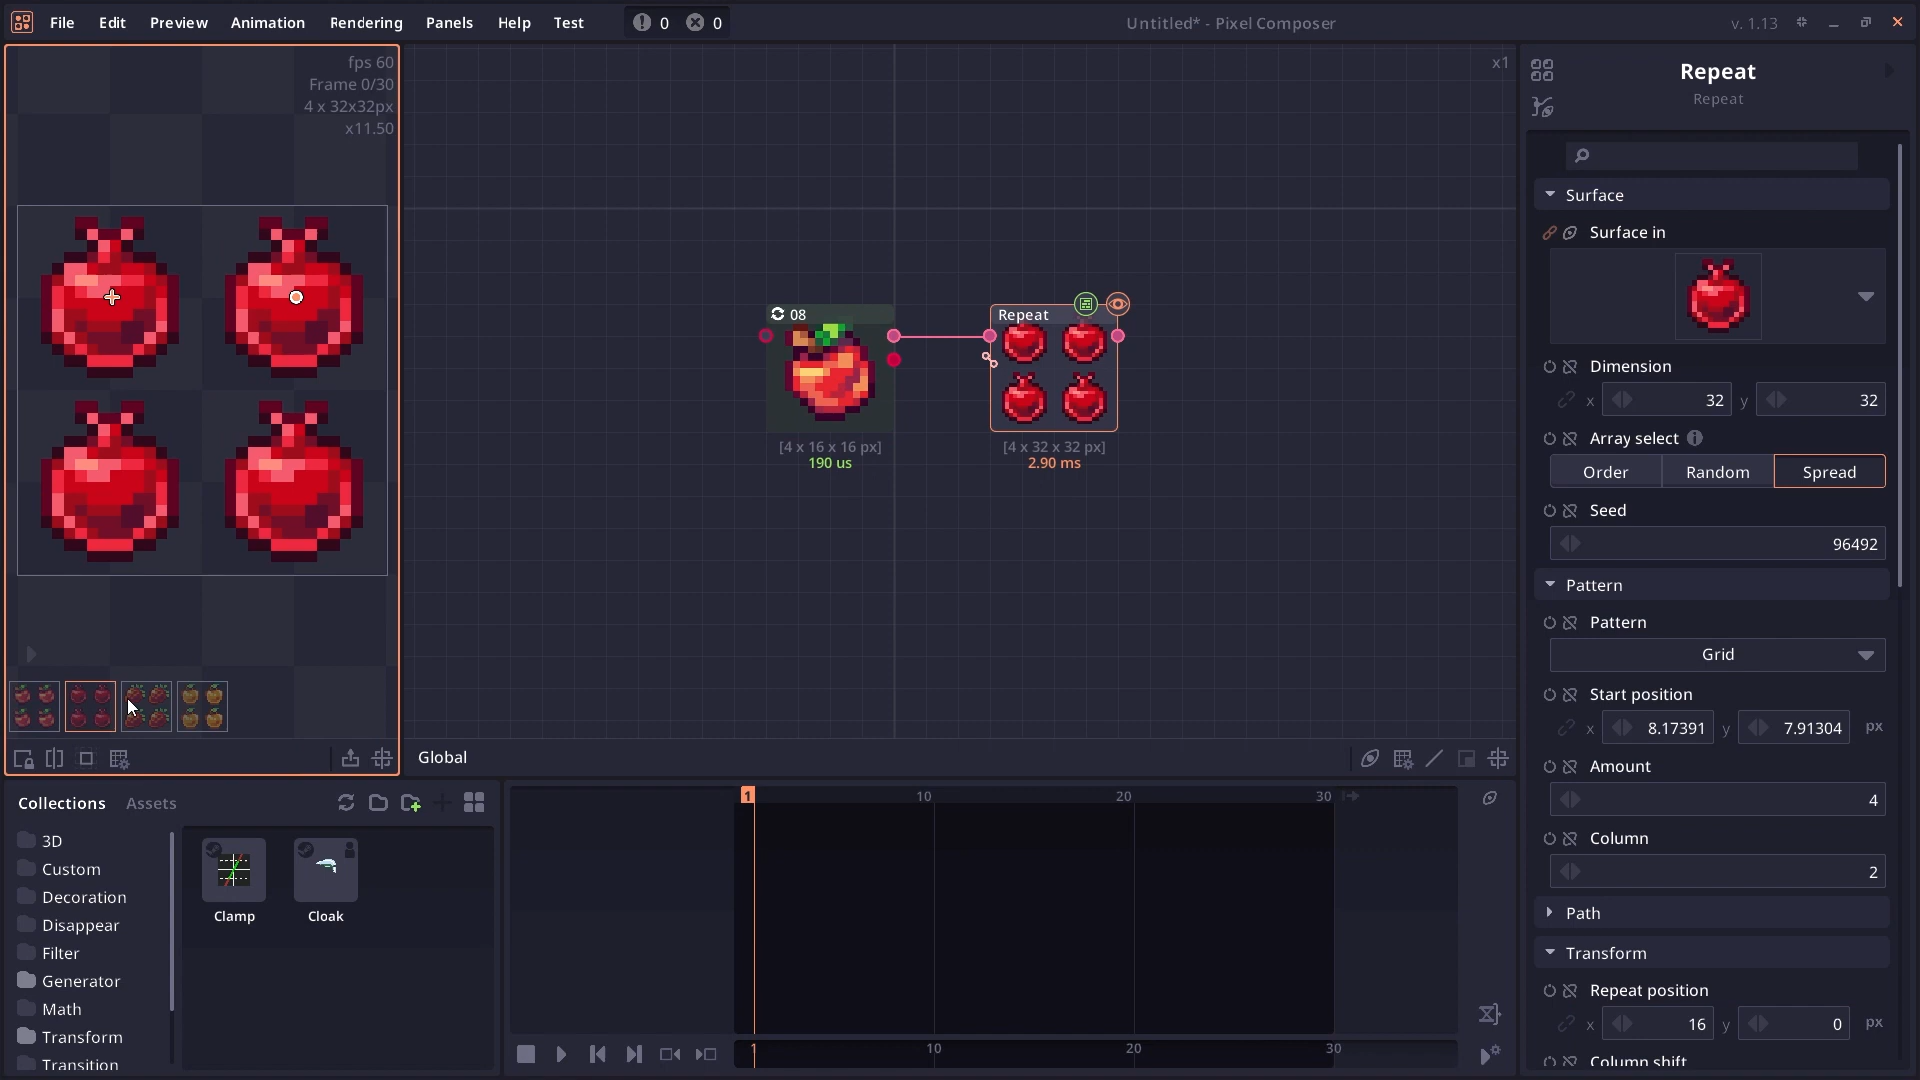 File Edit Preview Animation Rendering Panels Help Test 0 0 Untitled* - Pixel Composer v. 1.13
fps 60
Frame 0/30
4 x 32x32px
x11.50
x1
08
[4 x 16 x 16 px]
190 us
Repeat
[4 x 32 x 32 px]
2.90 ms
Global
Repeat
Repeat
Surface
Surface in
Dimension
x 32 y 32
Array select
Order Random Spread
Seed
96492
Pattern
Pattern
Grid
Start position
x 8.17391 y 7.91304 px
Amount
4
Column
2
Path
Transform
Repeat position
x 16 y 0 px
Column shift
Collections Assets
3D
Custom
Decoration
Disappear
Filter
Generator
Math
Transform
Transition
Clamp Cloak
1 10 20 30
1 10 20 30